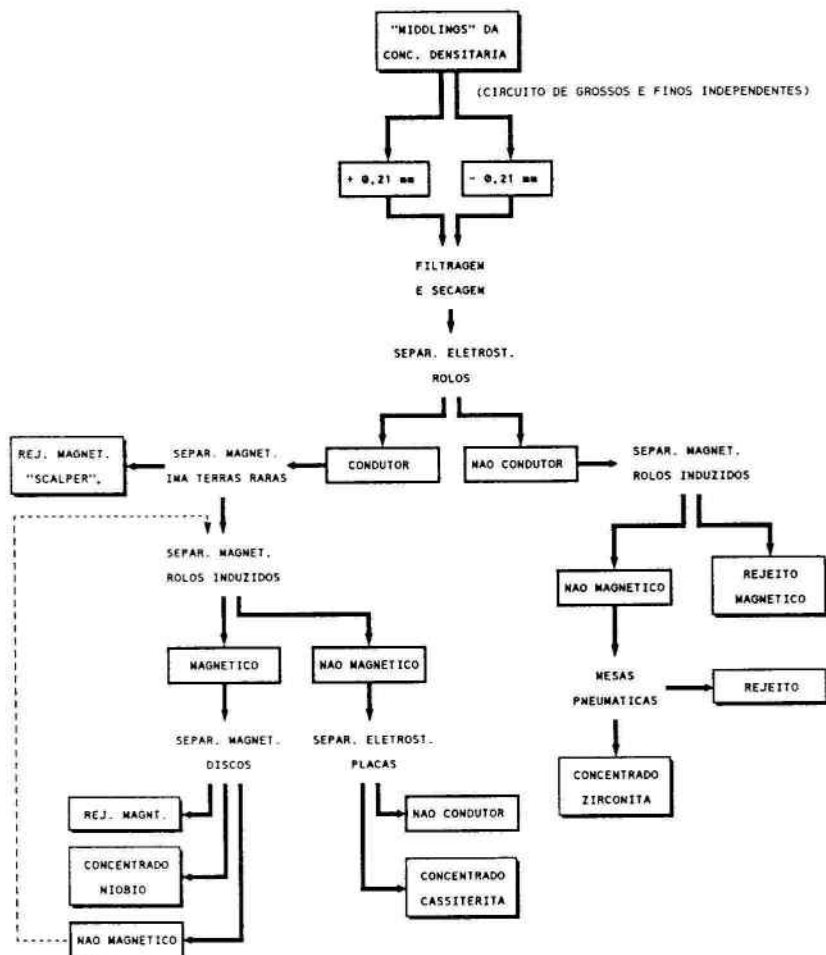 "MIDDLINGS" DA
CONC. DENSITARIA
(CIRCUITO DE GROSSOS E FINOS INDEPENDENTES)
+ 0,21 mm
- 0,21 mm
FILTRAGEM
E SECAGEM
SEPAR. ELETROST.
ROLOS
REJ. MAGNET.
"SCALPER",
SEPAR. MAGNET.
IMA TERRAS RARAS
CONDUTOR
NAO CONDUTOR
SEPAR. MAGNET.
ROLOS INDUZIDOS
SEPAR. MAGNET.
ROLOS INDUZIDOS
NAO MAGNETICO
REJEITO
MAGNETICO
MAGNETICO
NAO MAGNETICO
MESAS
PNEUMATICAS
REJEITO
SEPAR. MAGNET.
DISCOS
SEPAR. ELETROST.
PLACAS
CONCENTRADO
ZIRCONITA
REJ. MAGNT.
NAO CONDUTOR
CONCENTRADO
NIOBIO
CONCENTRADO
CASSITERITA
NAO MAGNETICO